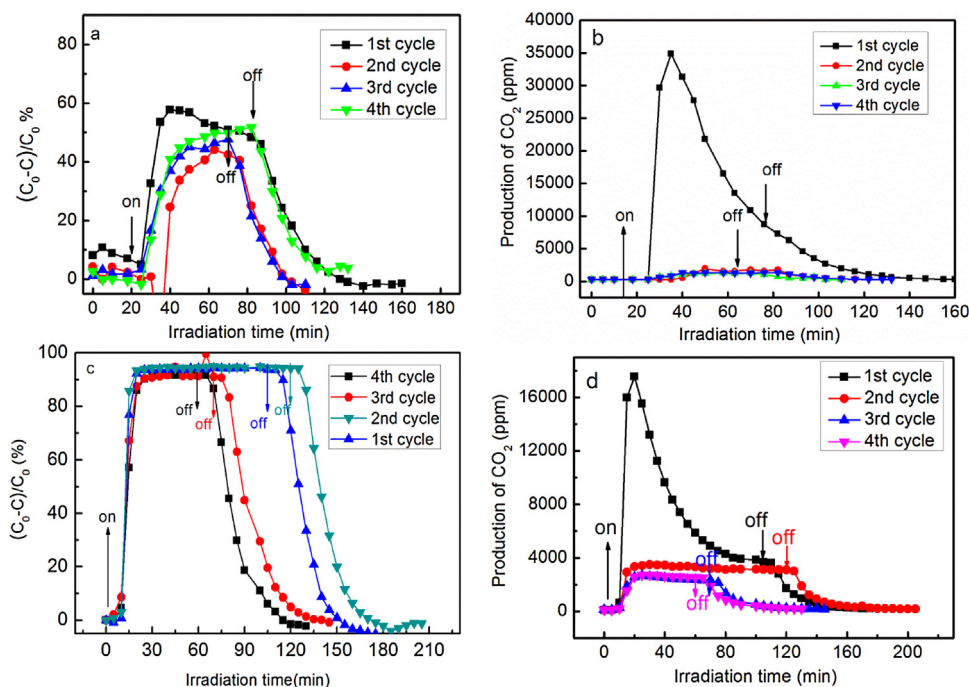 a
1st cycle
2nd cycle
3rd cycle
4th cycle
on
off
off
(C₀-C)/C₀ %
80
60
40
20
0
0 20 40 60 80 100 120 140 160 180
Irradiation time (min)
b
1st cycle
2nd cycle
3rd cycle
4th cycle
on
off
off
Production of CO₂ (ppm)
40000
35000
30000
25000
20000
15000
10000
5000
0
0 20 40 60 80 100 120 140 160
Irradiation time (min)
c
4th cycle
3rd cycle
2nd cycle
1st cycle
on
off
off
off
off
(C₀-C)/C₀ (%)
100
80
60
40
20
0
0 30 60 90 120 150 180 210
Irradiation time(min)
d
1st cycle
2nd cycle
3rd cycle
4th cycle
on
off
off
off
off
Production of CO₂ (ppm)
16000
12000
8000
4000
0
0 40 80 120 160 200
Irradiation time (min)